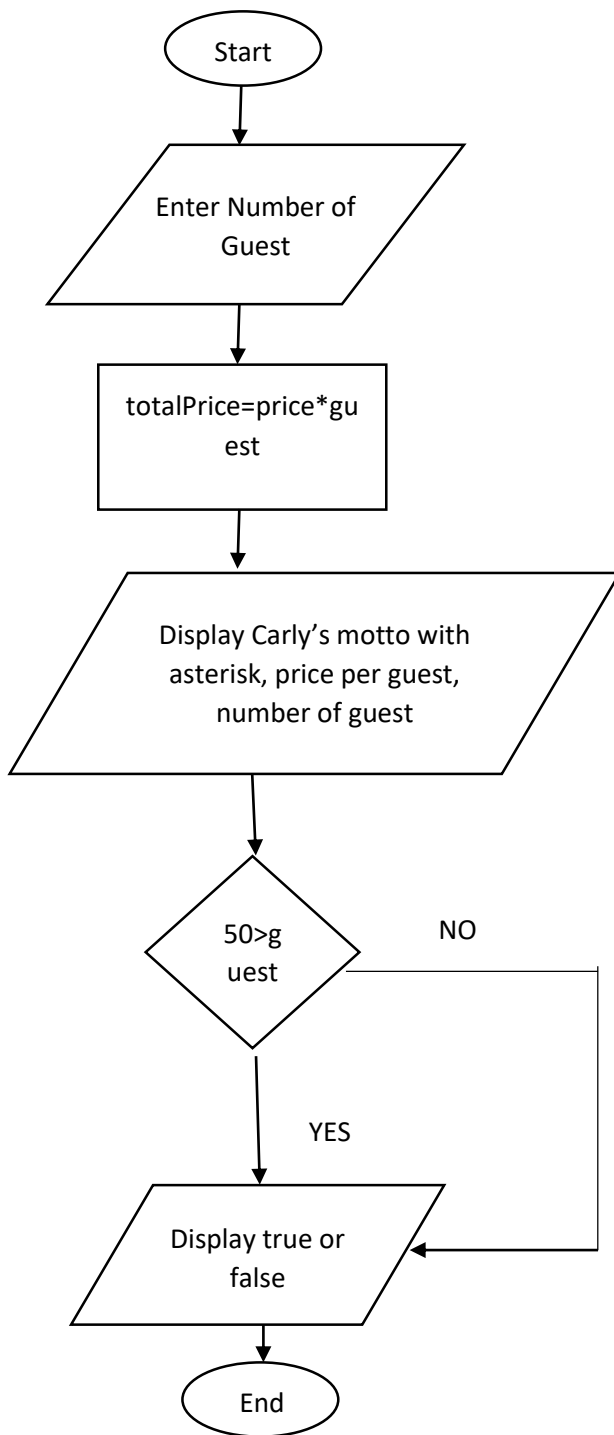 Start
Enter Number of
Guest
totalPrice=price*gu
est
Display Carly’s motto with
asterisk, price per guest,
number of guest
50>g
uest
NO
YES
Display true or
false
End